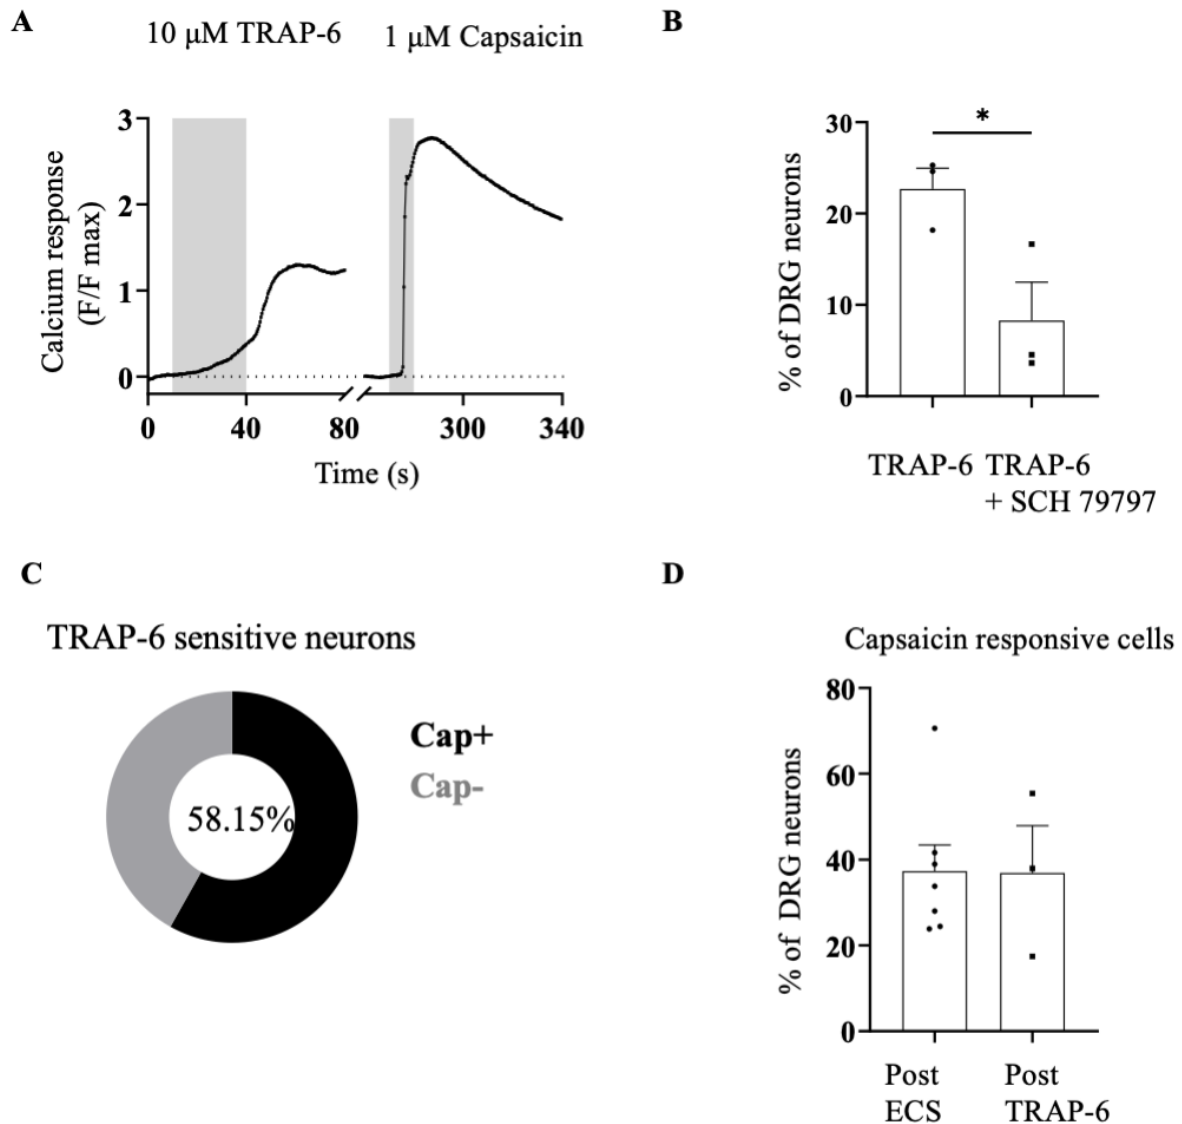 A
10 μM TRAP-6
1 μM Capsaicin
Calcium response
(F/F max)
3
2
1
0
0
40
80
300
340
Time (s)
B
% of DRG neurons
30
20
10
0
*
TRAP-6
TRAP-6
+ SCH 79797
C
TRAP-6 sensitive neurons
58.15%
Cap+
Cap-
D
Capsaicin responsive cells
% of DRG neurons
80
60
40
20
0
Post
ECS
Post
TRAP-6